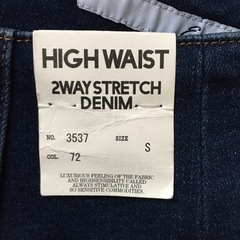 HIGH WAIST
2WAY STRETCH
DENIM
NO. 3537 SIZE S
COL. 72
LUXURIOUS FEELING OF THE FABRIC
AND HIGHSENSIBILITY CALLED
ALWAYS STIMULATIVE AND
SO SENSITIVE COMMODITIES.